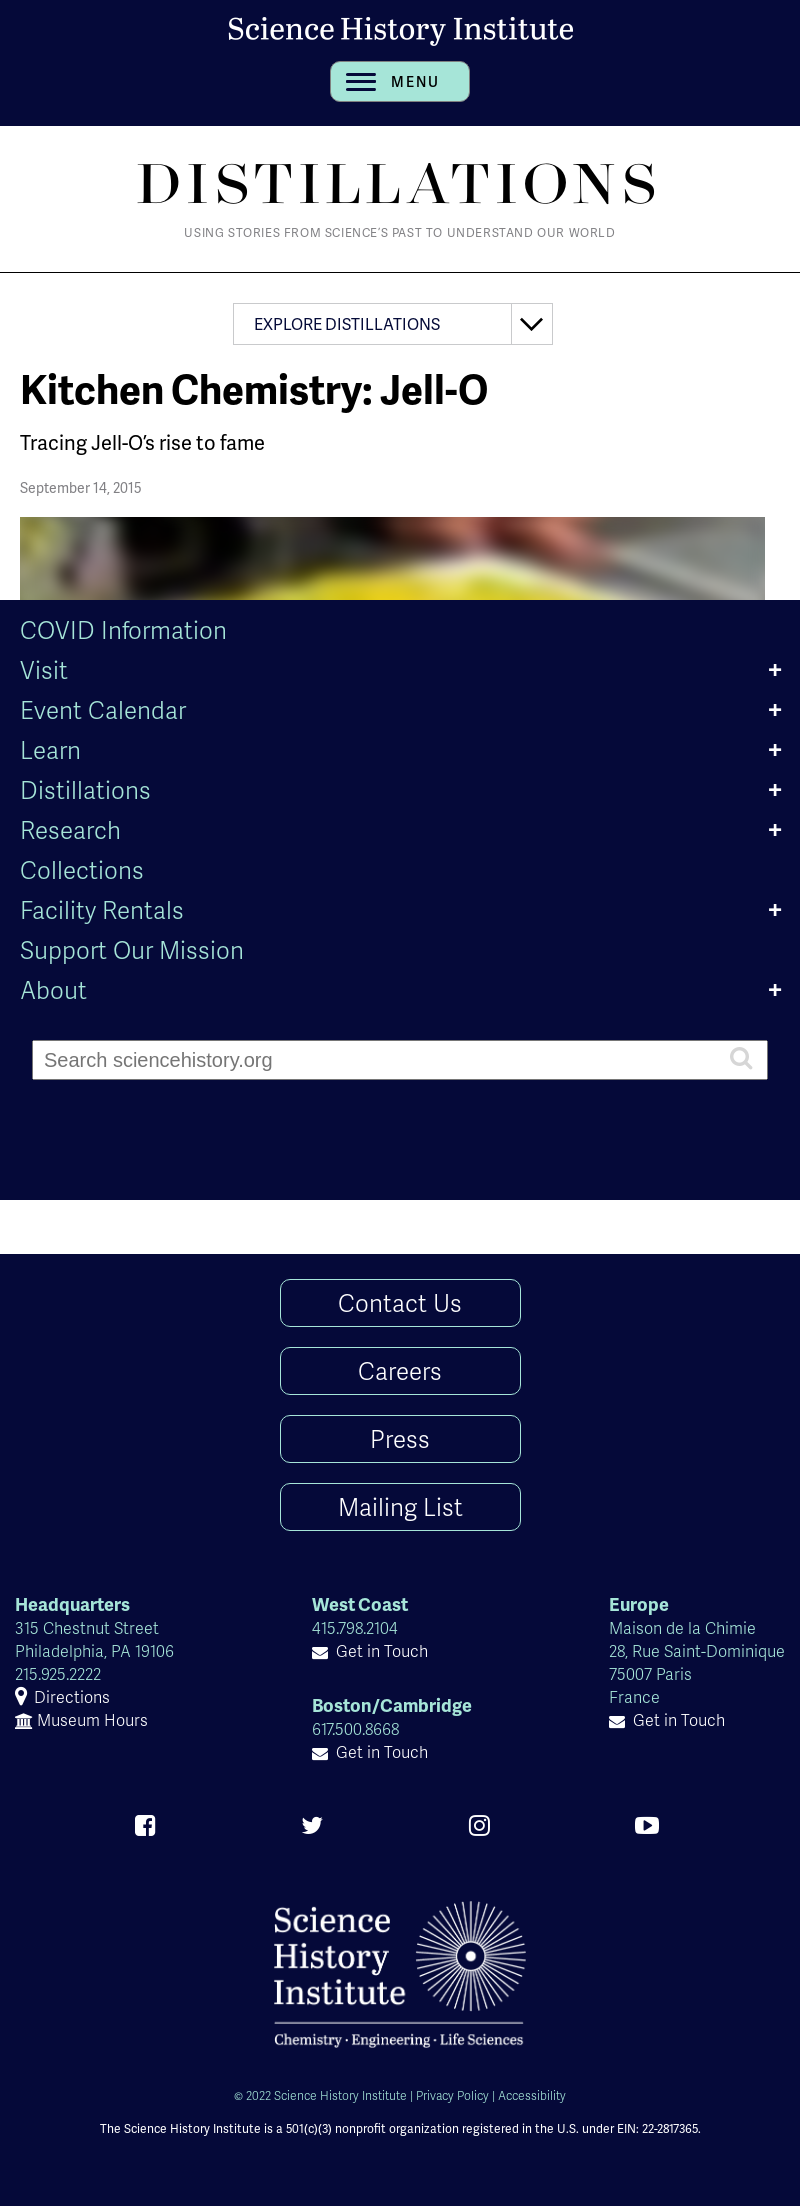 Science History Institute
MENU
DISTILLATIONS
USING STORIES FROM SCIENCE’S PAST TO UNDERSTAND OUR WORLD
EXPLORE DISTILLATIONS
Kitchen Chemistry: Jell-O
Tracing Jell-O’s rise to fame
September 14, 2015
COVID Information
Visit +
Event Calendar +
Learn +
Distillations +
Research +
Collections
Facility Rentals +
Support Our Mission
About +
Search sciencehistory.org
Contact Us
Careers
Press
Mailing List
Headquarters
315 Chestnut Street
Philadelphia, PA 19106
215.925.2222
Directions
Museum Hours
West Coast
415.798.2104
Get in Touch
Boston/Cambridge
617.500.8668
Get in Touch
Europe
Maison de la Chimie
28, Rue Saint-Dominique
75007 Paris
France
Get in Touch
Science
History
Institute
Chemistry · Engineering · Life Sciences
© 2022 Science History Institute | Privacy Policy | Accessibility
The Science History Institute is a 501(c)(3) nonprofit organization registered in the U.S. under EIN: 22-2817365.